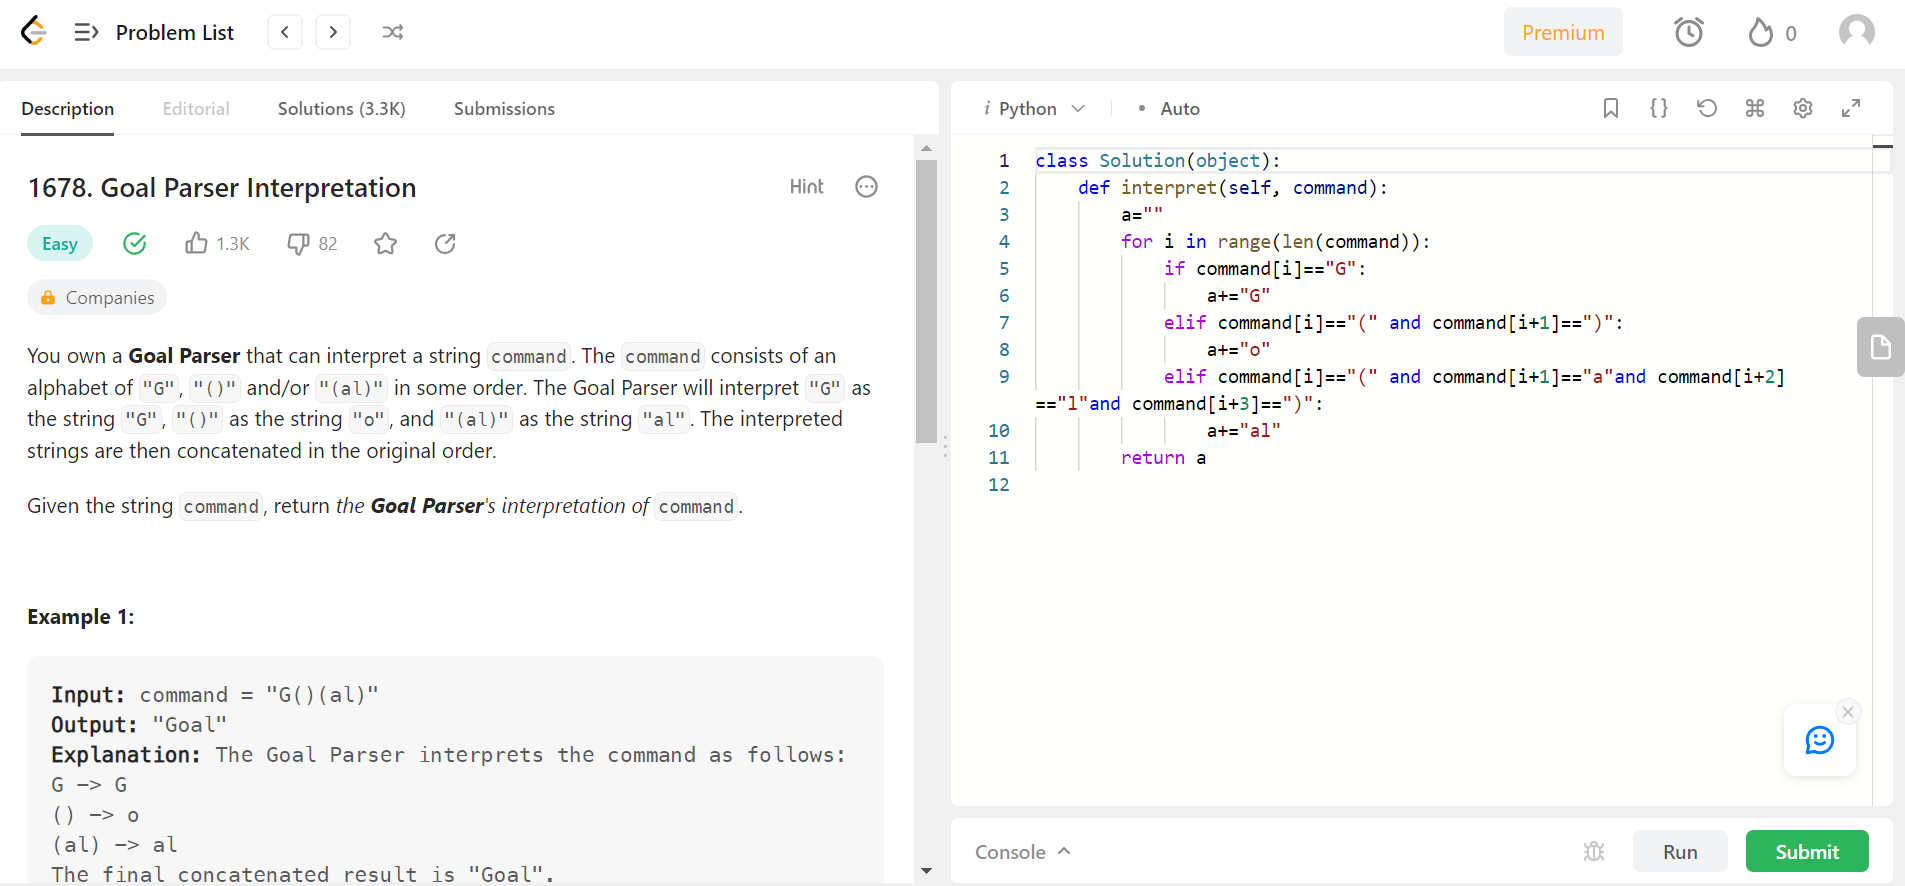 Problem List
Premium
0
Description Editorial Solutions (3.3K) Submissions
1678. Goal Parser Interpretation
Hint
Easy 1.3K 82
Companies
You own a Goal Parser that can interpret a string command. The command consists of an
alphabet of "G", "()" and/or "(al)" in some order. The Goal Parser will interpret "G" as
the string "G", "()" as the string "o", and "(al)" as the string "al". The interpreted
strings are then concatenated in the original order.
Given the string command, return the Goal Parser's interpretation of command.
Example 1:
Input: command = "G()(al)"
Output: "Goal"
Explanation: The Goal Parser interprets the command as follows:
G -> G
() -> o
(al) -> al
The final concatenated result is "Goal".
i Python • Auto
1 class Solution(object):
2 def interpret(self, command):
3 a=""
4 for i in range(len(command)):
5 if command[i]=="G":
6 a+="G"
7 elif command[i]=="(" and command[i+1]==")":
8 a+="o"
9 elif command[i]=="(" and command[i+1]=="a"and command[i+2]
=="l"and command[i+3]==")":
10 a+="al"
11 return a
12
Console
Run
Submit